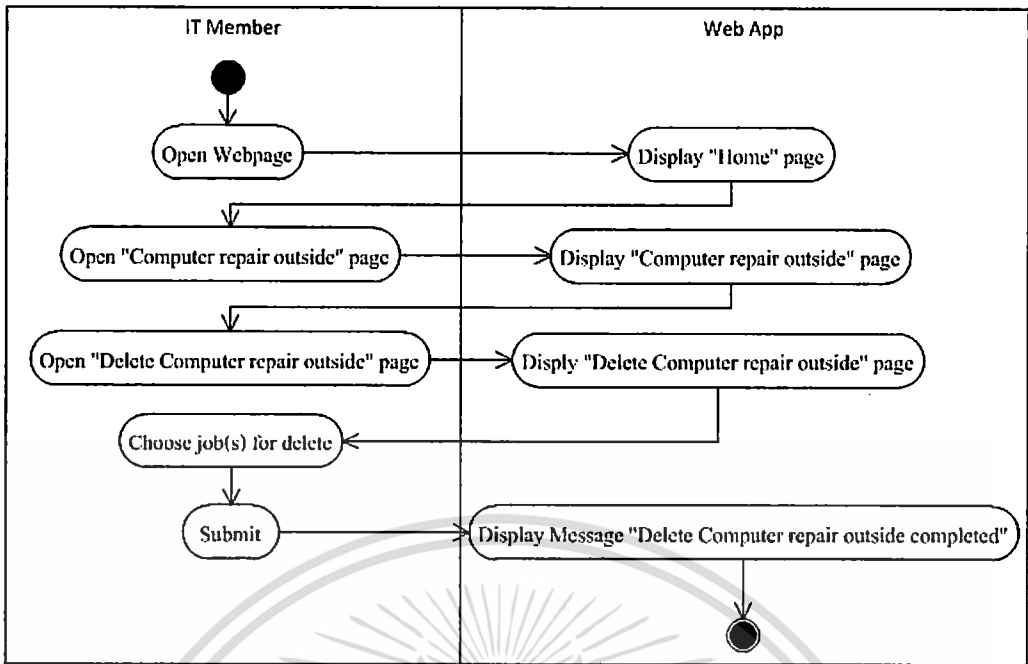 IT Member
Web App
Open Webpage
Display "Home" page
Open "Computer repair outside" page
Display "Computer repair outside" page
Open "Delete Computer repair outside" page
Disply "Delete Computer repair outside" page
Choose job(s) for delete
Submit
Display Message "Delete Computer repair outside completed"